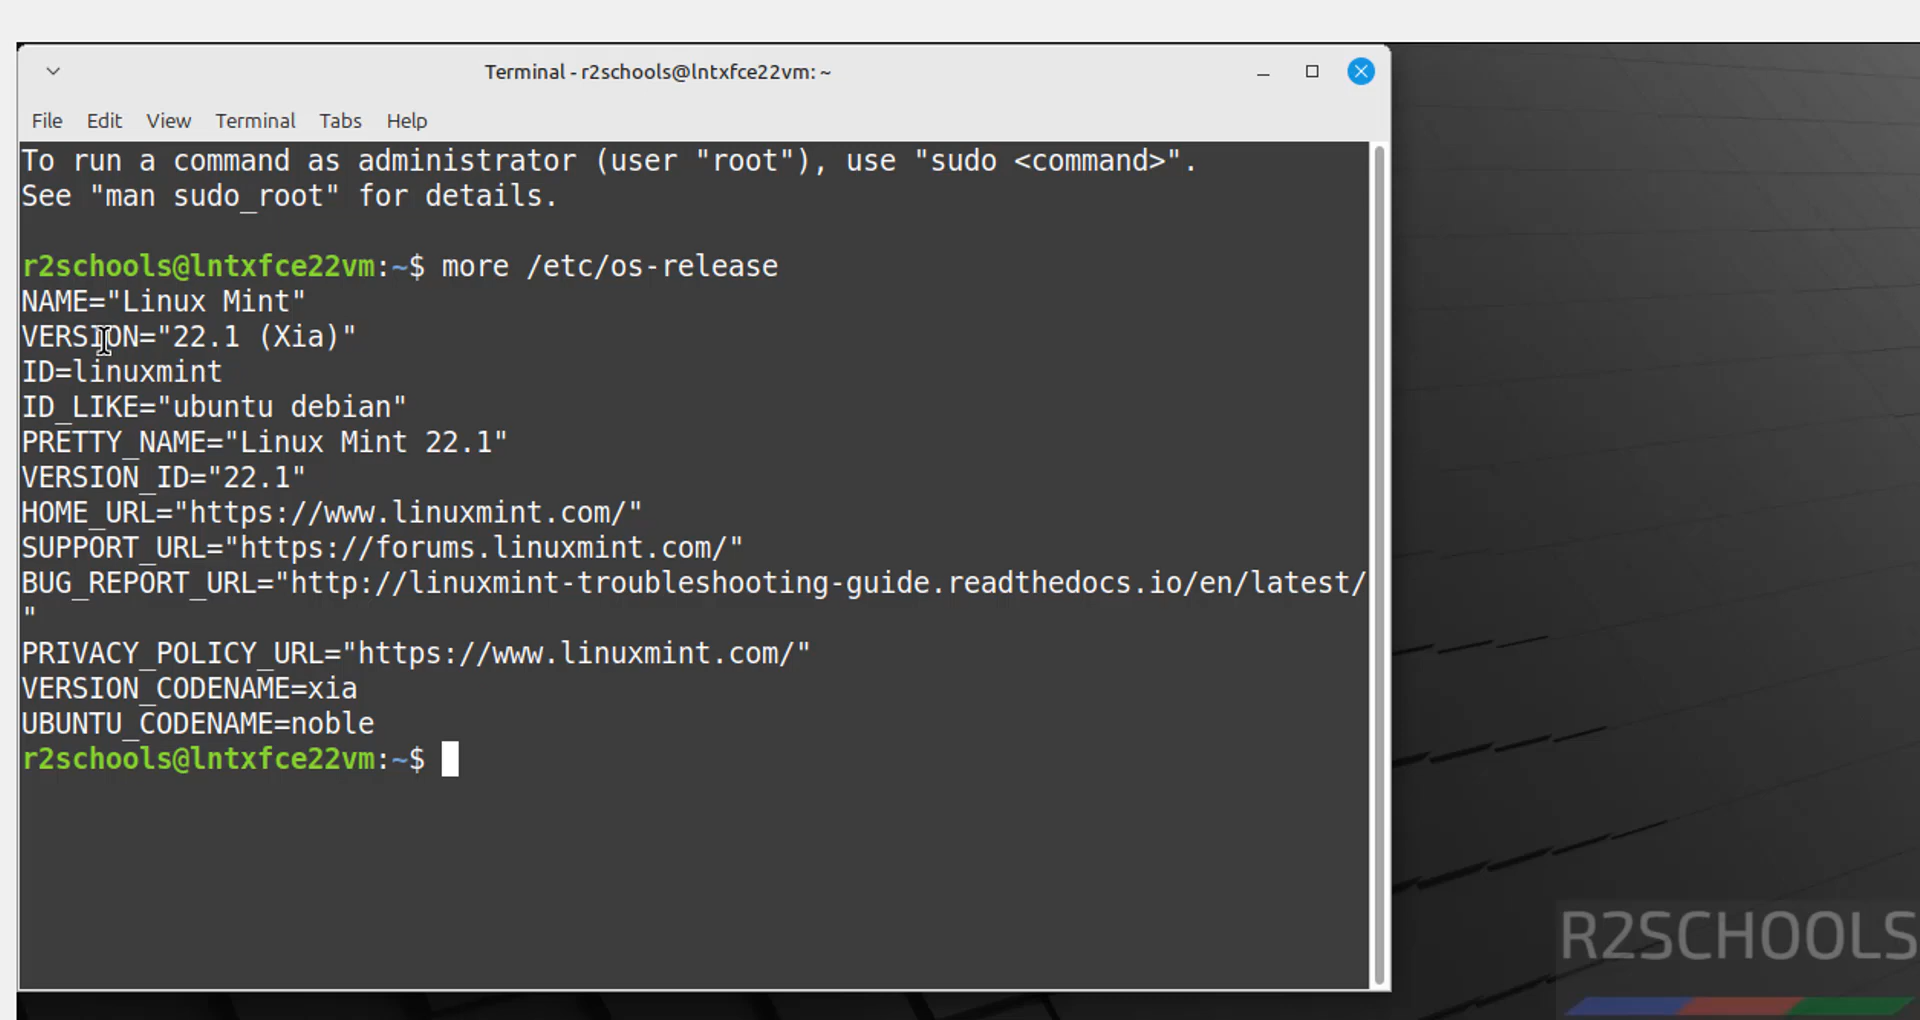 Terminal - r2schools@lntxfce22vm: ~
File Edit View Terminal Tabs Help
To run a command as administrator (user "root"), use "sudo <command>".
See "man sudo_root" for details.
r2schools@lntxfce22vm:~$ more /etc/os-release
NAME="Linux Mint"
VERSION="22.1 (Xia)"
ID=linuxmint
ID_LIKE="ubuntu debian"
PRETTY_NAME="Linux Mint 22.1"
VERSION_ID="22.1"
HOME_URL="https://www.linuxmint.com/"
SUPPORT_URL="https://forums.linuxmint.com/"
BUG_REPORT_URL="http://linuxmint-troubleshooting-guide.readthedocs.io/en/latest/
"
PRIVACY_POLICY_URL="https://www.linuxmint.com/"
VERSION_CODENAME=xia
UBUNTU_CODENAME=noble
r2schools@lntxfce22vm:~$
R2SCHOOLS